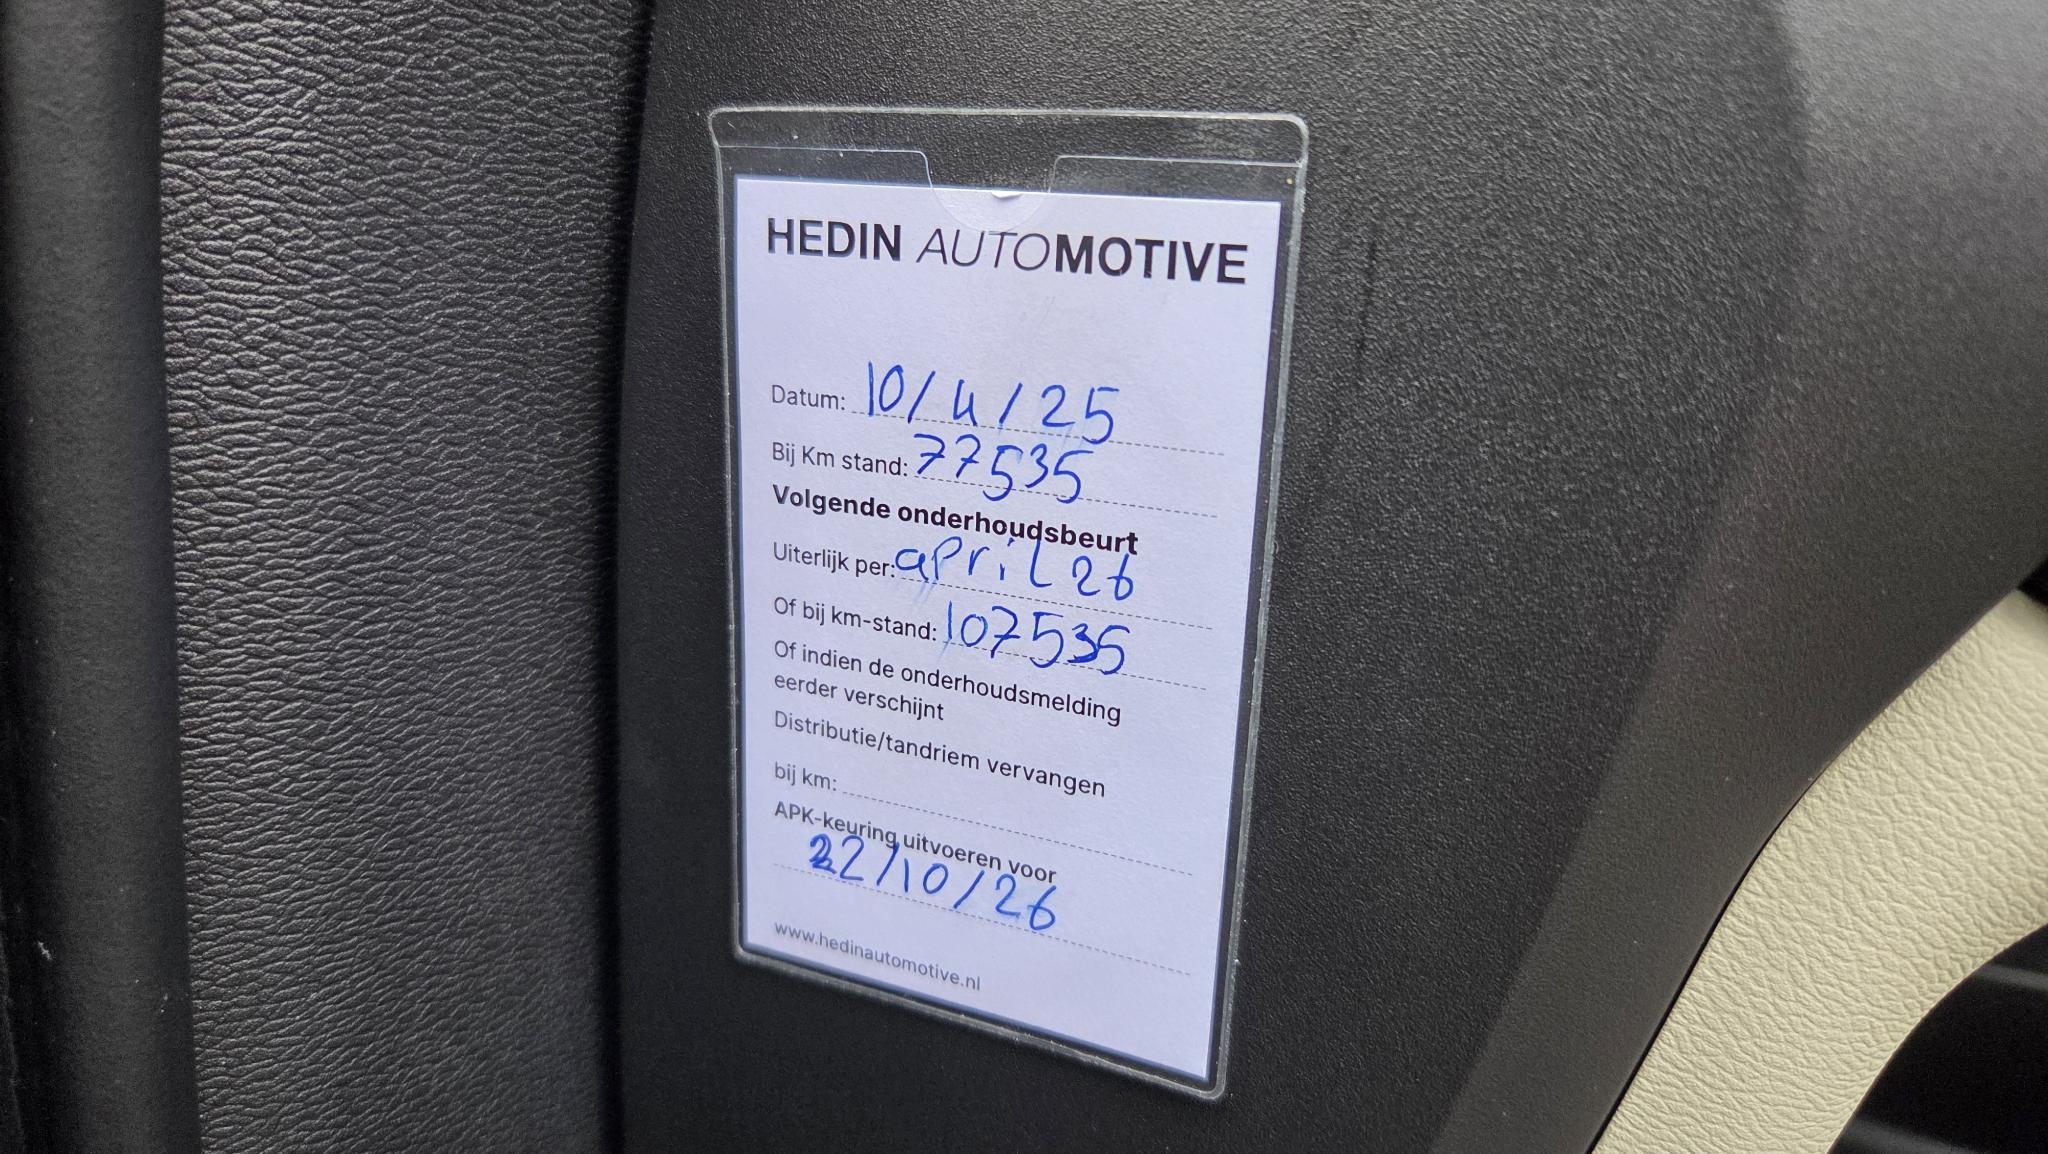 HEDIN AUTOMOTIVE
Datum: 10/4/25
Bij Km stand: 77535
Volgende onderhoudsbeurt
Uiterlijk per: april 26
Of bij km-stand: 107535
Of indien de onderhoudsmelding
eerder verschijnt
Distributie/tandriem vervangen
bij km:
APK-keuring uitvoeren voor
22/10/26
www.hedinautomotive.nl